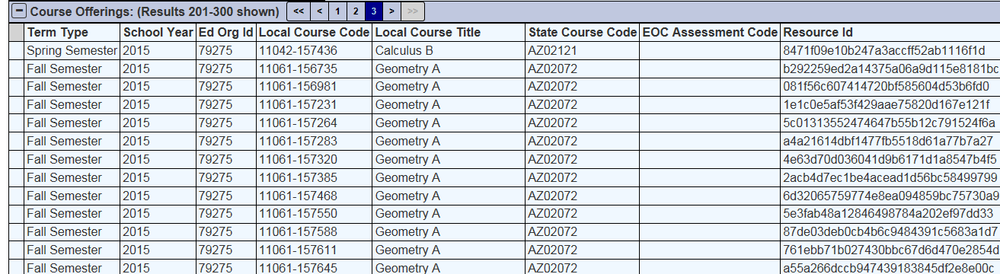 Course Offerings: (Results 201-300 shown) << < 1 2 3 > >>
Term Type School Year Ed Org Id Local Course Code Local Course Title State Course Code EOC Assessment Code Resource Id
Spring Semester 2015 79275 11042-157436 Calculus B AZ02121 8471f09e10b247a3accff52ab1116f1d
Fall Semester 2015 79275 11061-156735 Geometry A AZ02072 b292259ed2a14375a06a9d115e8181bc
Fall Semester 2015 79275 11061-156981 Geometry A AZ02072 081f56c607414720bf585604d53b6fd0
Fall Semester 2015 79275 11061-157231 Geometry A AZ02072 1e1c0e5af53f429aae75820d167e121f
Fall Semester 2015 79275 11061-157264 Geometry A AZ02072 5c01313552474647b55b12c791524f6a
Fall Semester 2015 79275 11061-157283 Geometry A AZ02072 a4a21614dbf1477fb5518d61a77b7a27
Fall Semester 2015 79275 11061-157320 Geometry A AZ02072 4e63d70d036041d9b6171d1a8547b4f5
Fall Semester 2015 79275 11061-157385 Geometry A AZ02072 2acb4d7ec1be4acead1d56bc58499799
Fall Semester 2015 79275 11061-157468 Geometry A AZ02072 6d32065759774e8ea094859bc75730a9
Fall Semester 2015 79275 11061-157550 Geometry A AZ02072 5e3fab48a12846498784a202ef97dd33
Fall Semester 2015 79275 11061-157588 Geometry A AZ02072 87de03deb0cb4b6c9484391c5683a1d7
Fall Semester 2015 79275 11061-157611 Geometry A AZ02072 761ebb71b027430bbc67d6d470e2854d
Fall Semester 2015 79275 11061-157645 Geometry A AZ02072 a55a266dccb947439183845df2e8e00c